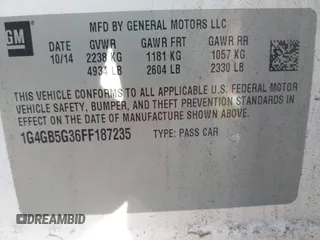 GM
MFD BY GENERAL MOTORS LLC
DATE GVWR GAWR FRT GAWR RR
10/14 2238 KG 1181 KG 1057 KG
4934 LB 2604 LB 2330 LB
THIS VEHICLE CONFORMS TO ALL APPLICABLE U.S. FEDERAL MOTOR
VEHICLE SAFETY, BUMPER, AND THEFT PREVENTION STANDARDS IN
EFFECT ON THE DATE OF MANUFACTURE SHOWN ABOVE.
1G4GB5G36FF187235 TYPE: PASS CAR
DEALERSHIP